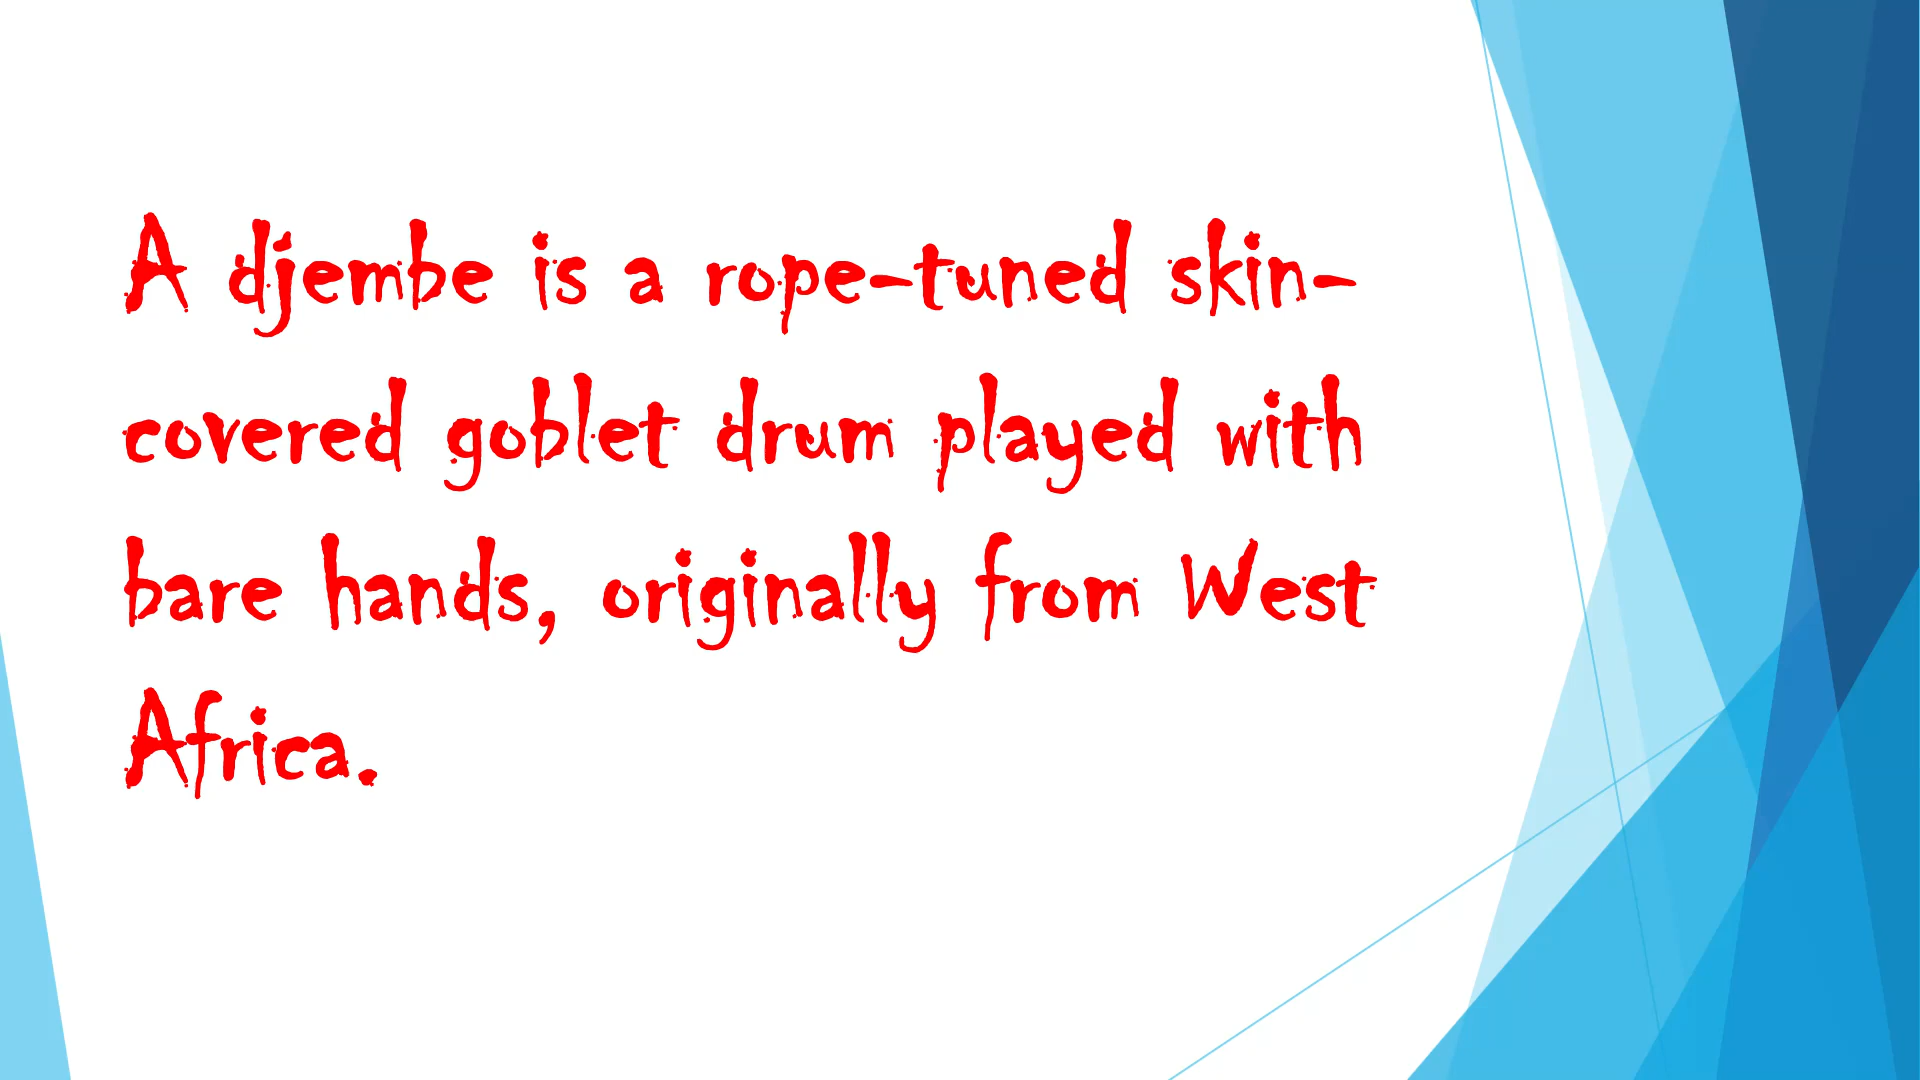 A djembe is a rope-tuned skin-
covered goblet drum played with
bare hands, originally from West
Africa.